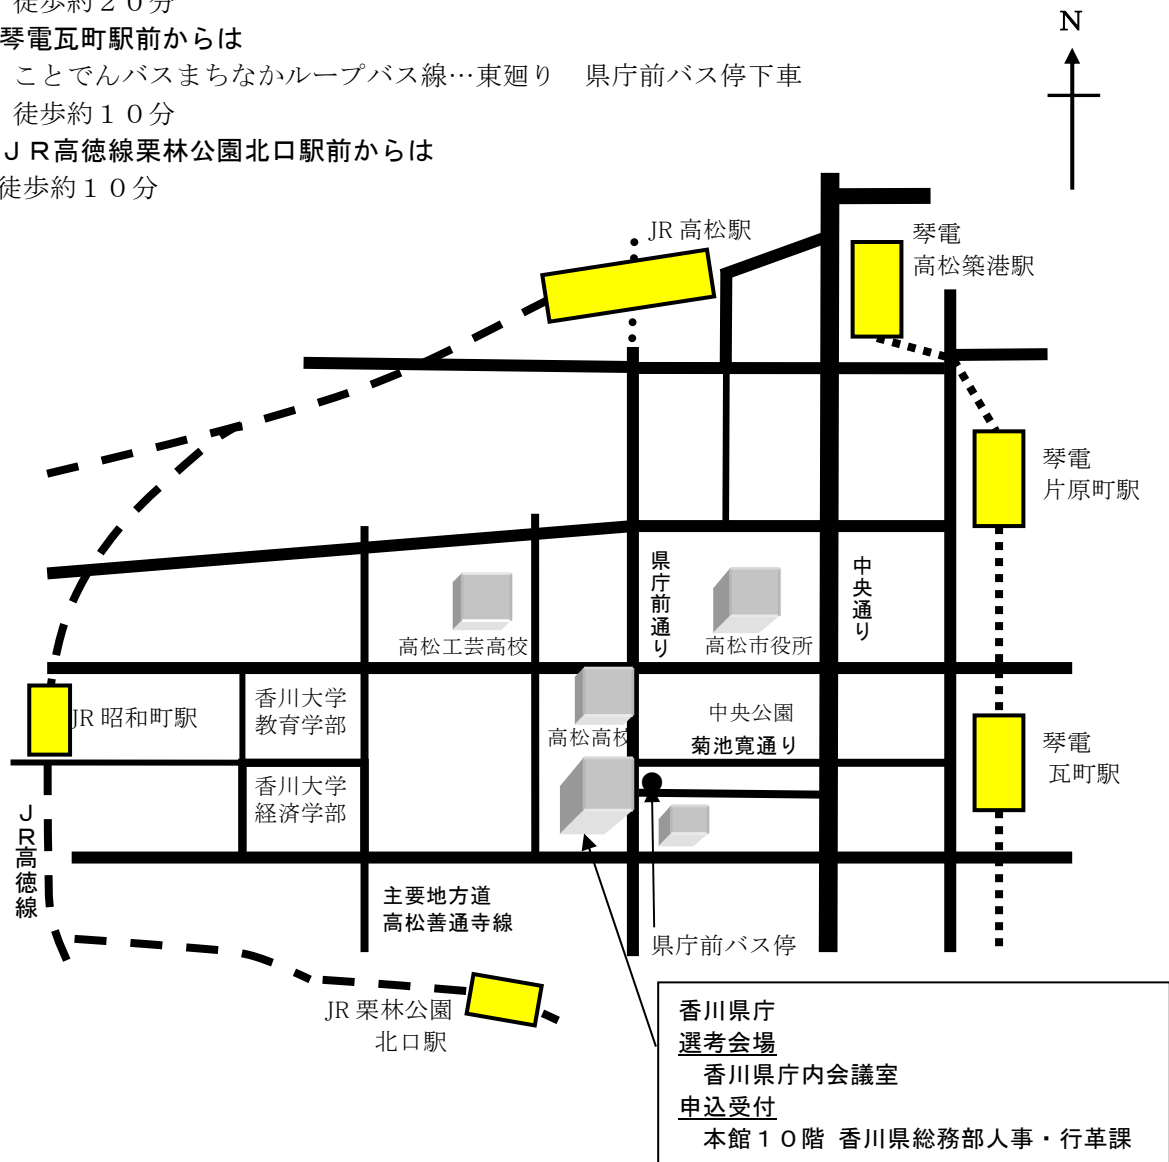 徒歩約２０分
琴電瓦町駅前からは
ことでんバスまちなかループバス線…東廻り　県庁前バス停下車
徒歩約１０分
ＪＲ高徳線栗林公園北口駅前からは
徒歩約１０分
N
JR 高松駅
琴電
高松築港駅
琴電
片原町駅
県庁前通り
中央通り
高松工芸高校
高松市役所
香川大学
教育学部
JR 昭和町駅
中央公園
高松高校
菊池寛通り
琴電
瓦町駅
香川大学
経済学部
ＪＲ高徳線
主要地方道
高松善通寺線
県庁前バス停
JR 栗林公園
北口駅
香川県庁
選考会場
香川県庁内会議室
申込受付
本館１０階 香川県総務部人事・行革課